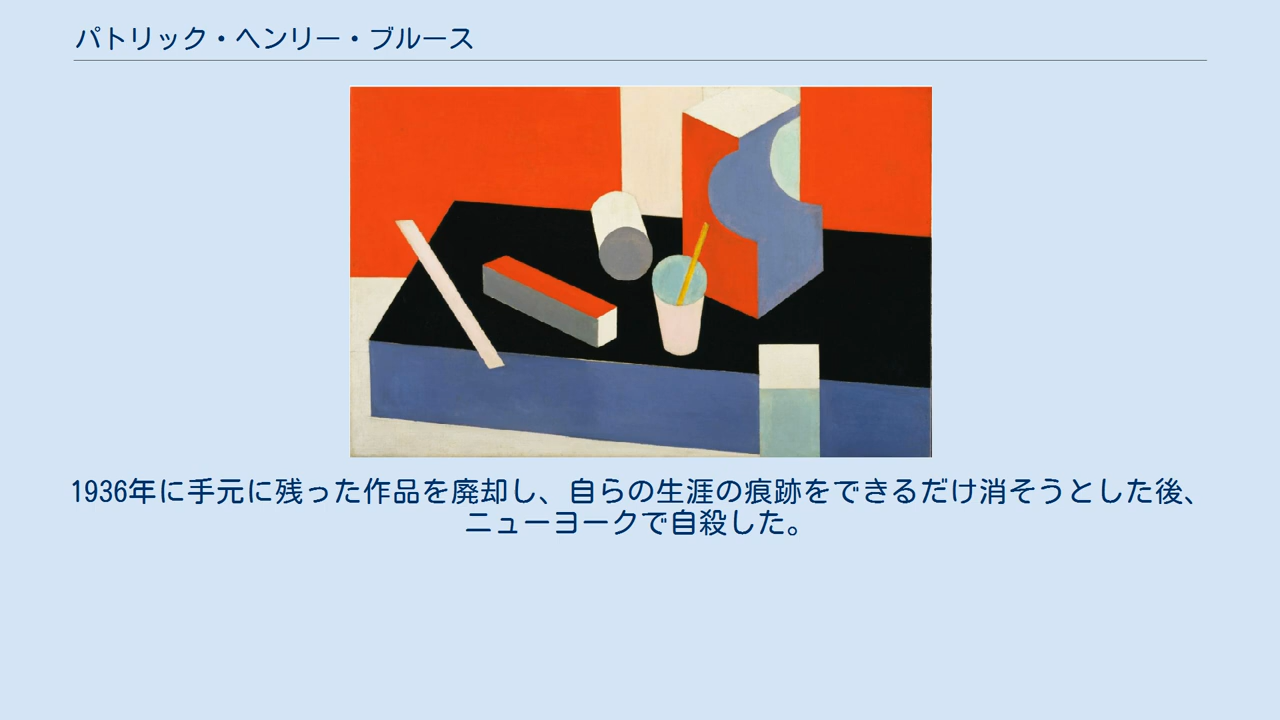 パトリック・ヘンリー・ブルース
1936年に手元に残った作品を廃却し、自らの生涯の痕跡をできるだけ消そうとした後、
ニューヨークで自殺した。